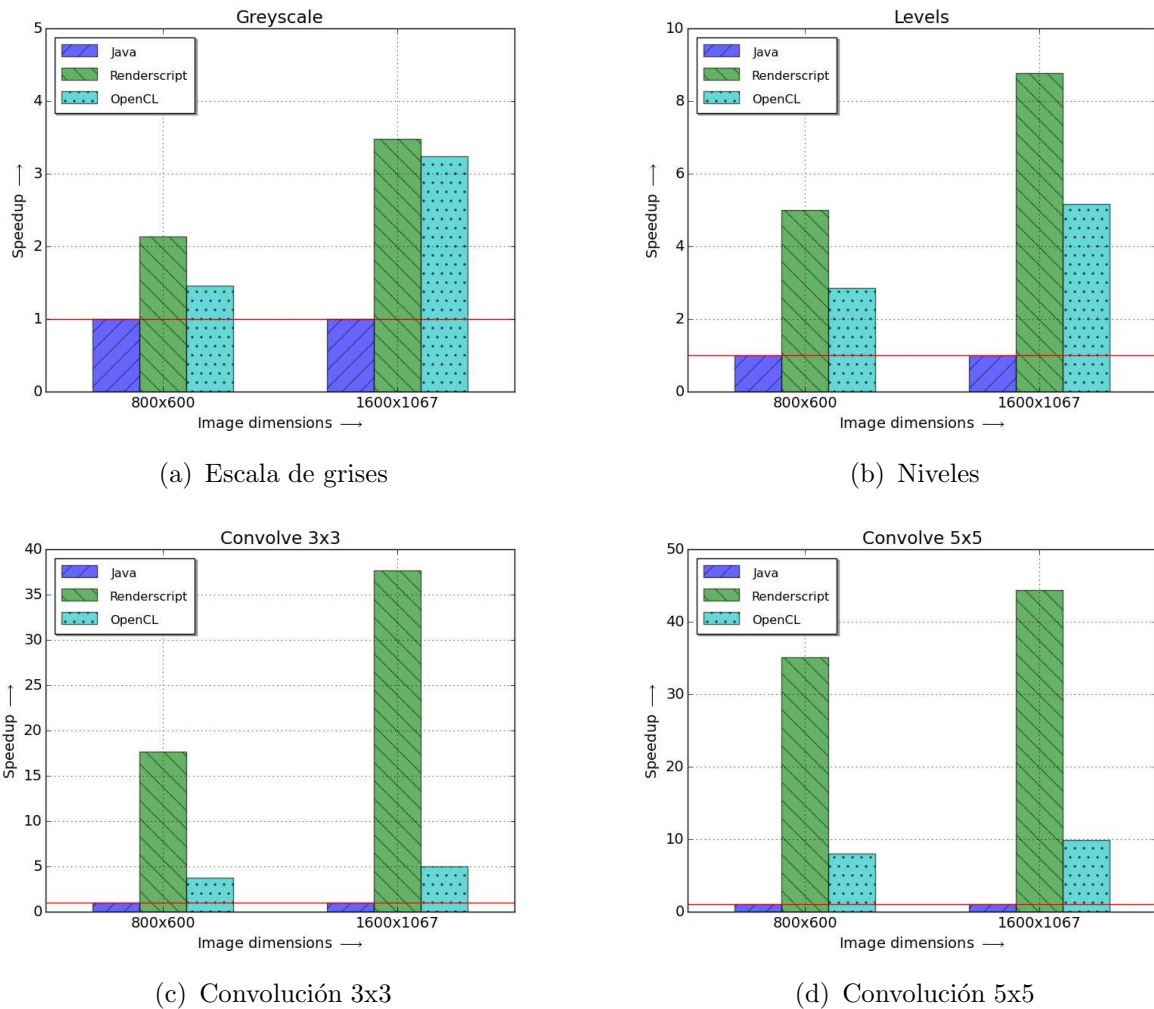 Greyscale
5
4
3
2
1
0
Speedup →
Java
Renderscript
OpenCL
800x600
1600x1067
Image dimensions →
(a) Escala de grises
Levels
10
8
6
4
2
0
Speedup →
Java
Renderscript
OpenCL
800x600
1600x1067
Image dimensions →
(b) Niveles
Convolve 3x3
40
35
30
25
20
15
10
5
0
Speedup →
Java
Renderscript
OpenCL
800x600
1600x1067
Image dimensions →
(c) Convolución 3x3
Convolve 5x5
50
40
30
20
10
0
Speedup →
Java
Renderscript
OpenCL
800x600
1600x1067
Image dimensions →
(d) Convolución 5x5